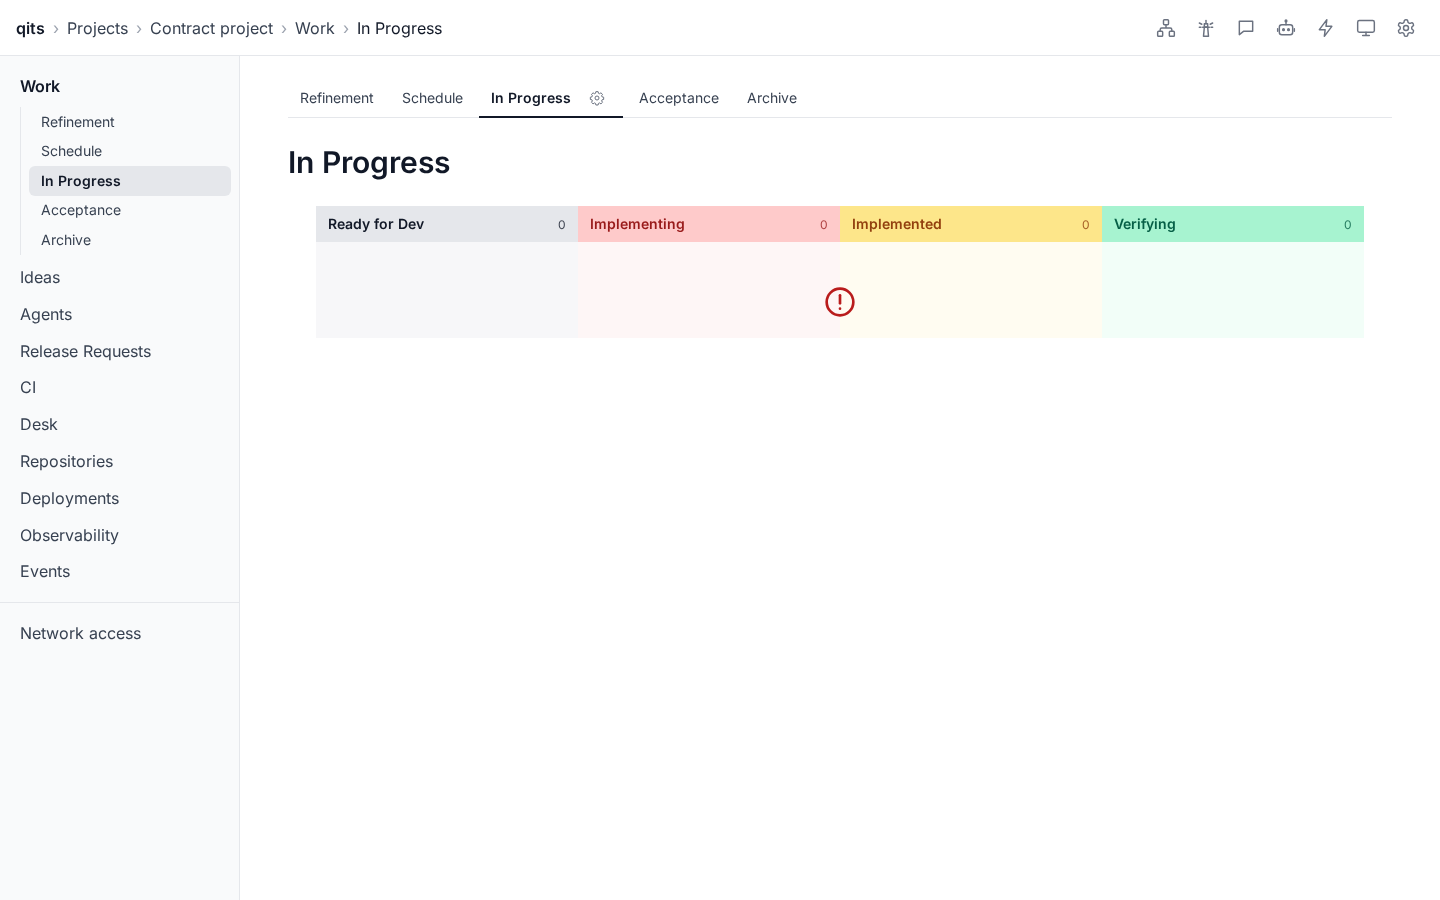 qits › Projects › Contract project › Work › In Progress
Work
Refinement
Schedule
In Progress
Acceptance
Archive
Ideas
Agents
Release Requests
CI
Desk
Repositories
Deployments
Observability
Events
Network access
Refinement Schedule In Progress Acceptance Archive
In Progress
Ready for Dev 0 Implementing 0 Implemented 0 Verifying 0